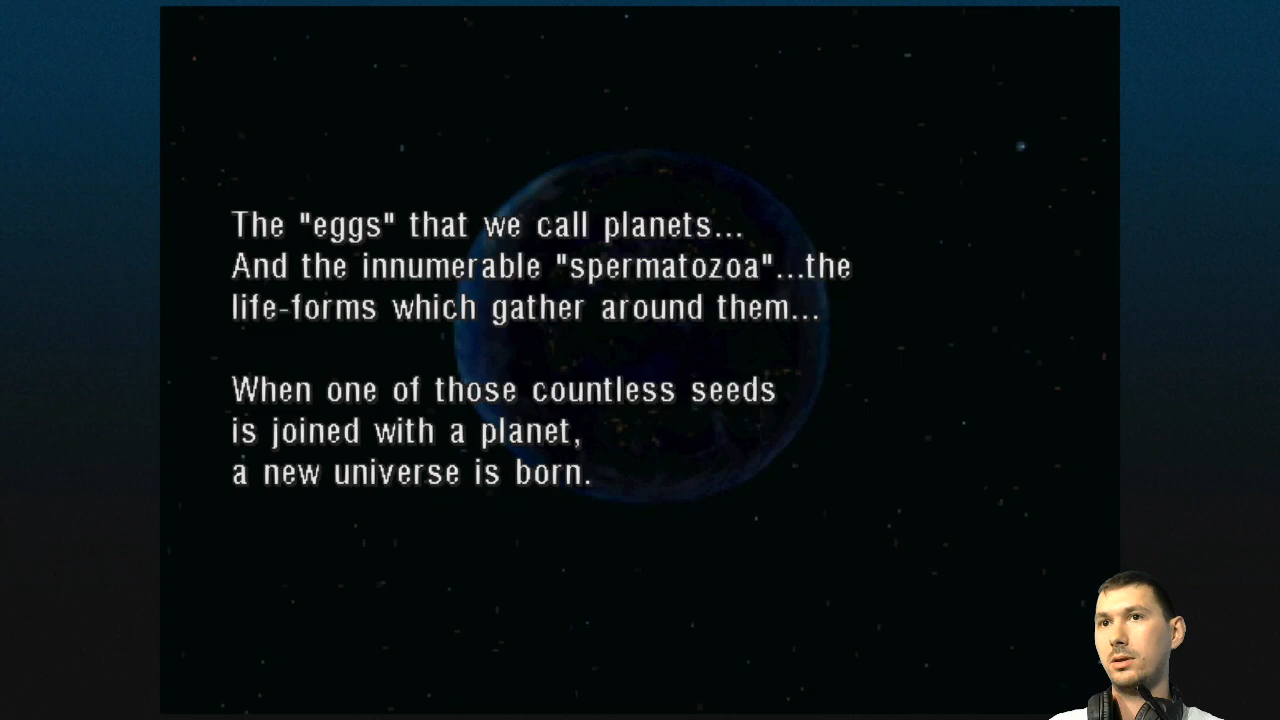 The "eggs" that we call planets...
And the innumerable "spermatozoa"...the
life-forms which gather around them...
When one of those countless seeds
is joined with a planet,
a new universe is born.